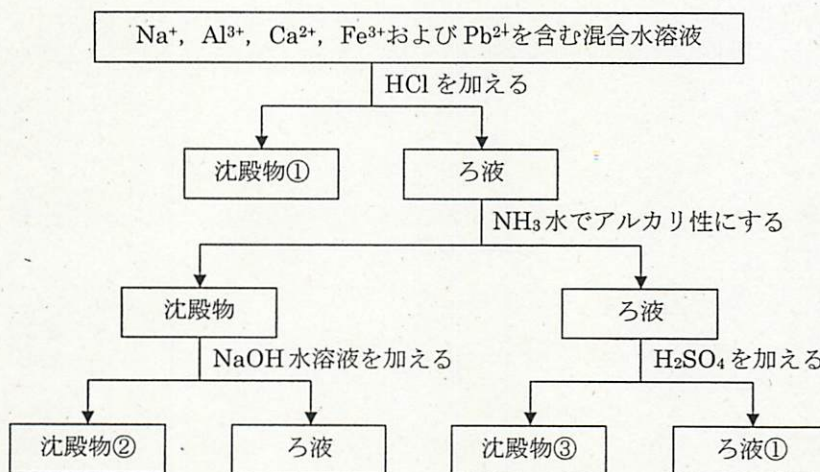 Na⁺, Al³⁺, Ca²⁺, Fe³⁺およびPb²⁺を含む混合水溶液
HClを加える
沈殿物①
ろ液
NH₃水でアルカリ性にする
沈殿物
ろ液
NaOH水溶液を加える
H₂SO₄を加える
沈殿物②
ろ液
沈殿物③
ろ液①